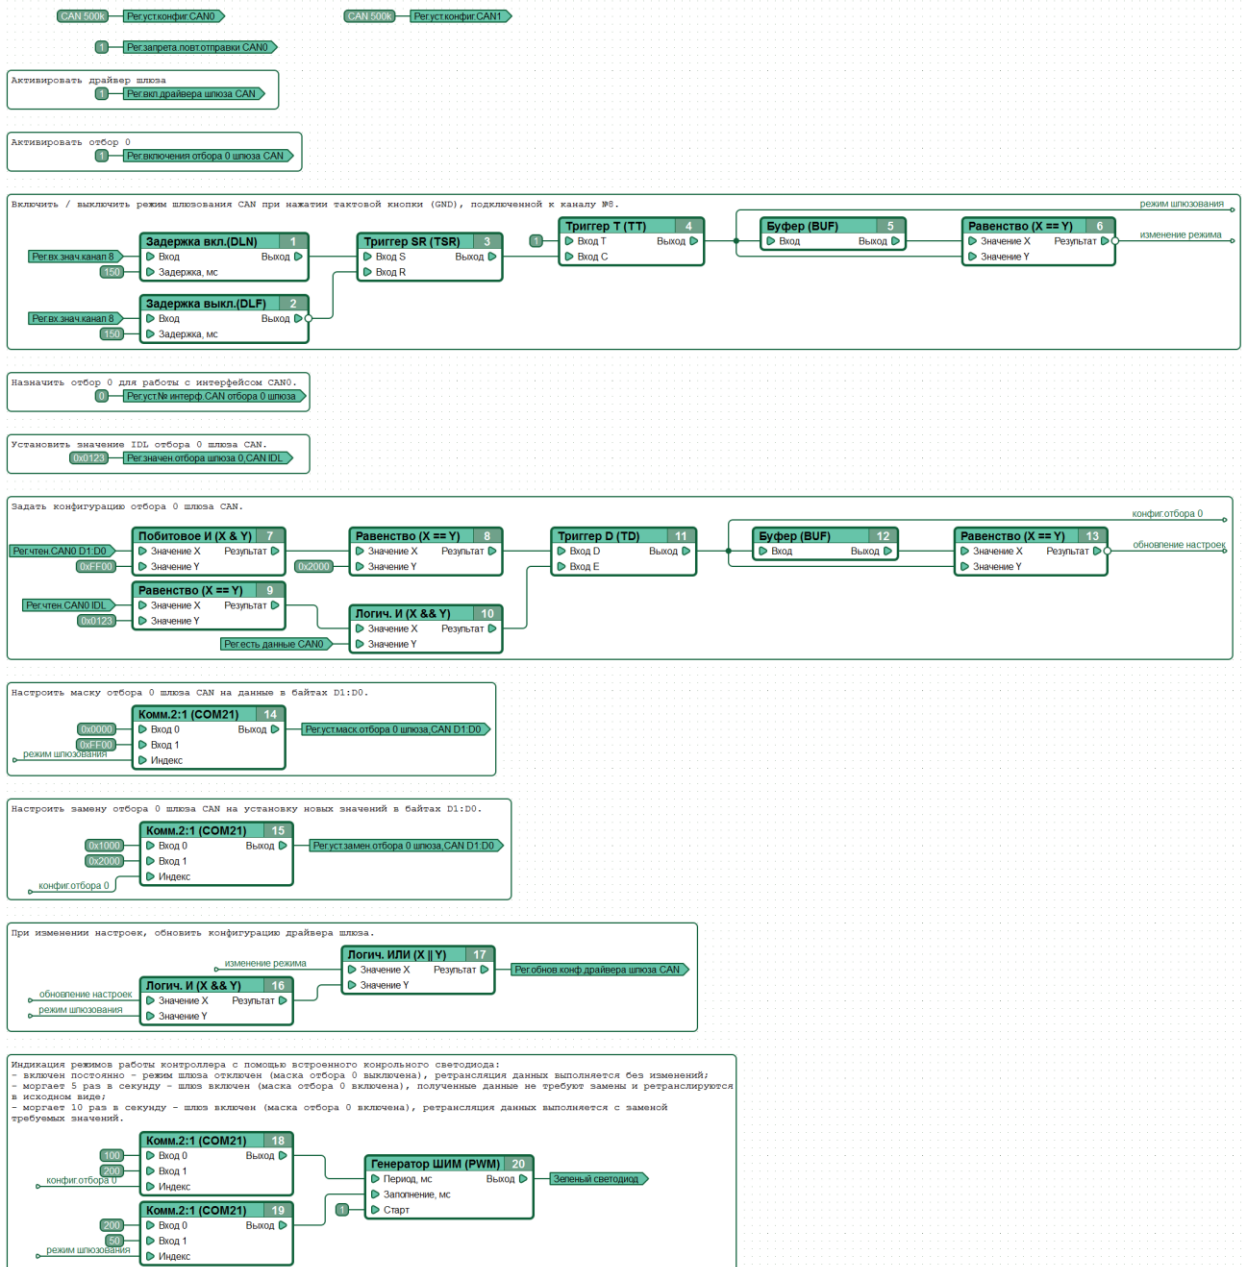 CAN 500k Рег.уст.конфиг.CAN0
CAN 500k Рег.уст.конфиг.CAN1
1 Рег.запрета.повт.отправки CAN0
Активировать драйвер шлюза
1 Рег.вкл.драйвера шлюза CAN
Активировать отбор 0
1 Рег.включения отбора 0 шлюза CAN
Включить / выключить режим шлюзования CAN при нажатии тактовой кнопки (GND), подключенной к каналу №8.
режим шлюзования
изменение режима
Рег.вх.знач.канал 8
150
Задержка вкл.(DLN) 1
Вход Выход
Задержка, мс
Рег.вх.знач.канал 8
150
Задержка выкл.(DLF) 2
Вход Выход
Задержка, мс
Триггер SR (TSR) 3
Вход S Выход
Вход R
1
Триггер T (TT) 4
Вход T Выход
Вход C
Буфер (BUF) 5
Вход Выход
Равенство (X == Y) 6
Значение X Результат
Значение Y
Назначить отбор 0 для работы с интерфейсом CAN0.
0 Рег.уст.№ интерф.CAN отбора 0 шлюза
Установить значение IDL отбора 0 шлюза CAN.
0x0123 Рег.значен.отбора шлюза 0,CAN IDL
Задать конфигурацию отбора 0 шлюза CAN.
конфиг.отбора 0
обновление настроек
Рег.чтен.CAN0 D1:D0
0xFF00
Побитовое И (X & Y) 7
Значение X Результат
Значение Y
0x2000
Равенство (X == Y) 8
Значение X Результат
Значение Y
Рег.чтен.CAN0 IDL
0x0123
Равенство (X == Y) 9
Значение X Результат
Значение Y
Рег.есть данные CAN0
Логич. И (X && Y) 10
Значение X Результат
Значение Y
Триггер D (TD) 11
Вход D Выход
Вход E
Буфер (BUF) 12
Вход Выход
Равенство (X == Y) 13
Значение X Результат
Значение Y
Настроить маску отбора 0 шлюза CAN на данные в байтах D1:D0.
0x0000
0xFF00
режим шлюзования
Комм.2:1 (COM21) 14
Вход 0 Выход
Вход 1
Индекс
Рег.уст.маск.отбора 0 шлюза,CAN D1:D0
Настроить замену отбора 0 шлюза CAN на установку новых значений в байтах D1:D0.
0x1000
0x2000
конфиг.отбора 0
Комм.2:1 (COM21) 15
Вход 0 Выход
Вход 1
Индекс
Рег.уст.замен.отбора 0 шлюза,CAN D1:D0
При изменении настроек, обновить конфигурацию драйвера шлюза.
изменение режима
обновление настроек
режим шлюзования
Логич. И (X && Y) 16
Значение X Результат
Значение Y
Логич. ИЛИ (X || Y) 17
Значение X Результат
Значение Y
Рег.обнов.конф.драйвера шлюза CAN
Индикация режимов работы контроллера с помощью встроенного конрольного светодиода:
- включен постоянно - режим шлюза отключен (маска отбора 0 выключена), ретрансляция данных выполняется без изменений;
- моргает 5 раз в секунду - шлюз включен (маска отбора 0 включена), полученные данные не требуют замены и ретранслируются
в исходном виде;
- моргает 10 раз в секунду - шлюз включен (маска отбора 0 включена), ретрансляция данных выполняется с заменой
требуемых значений.
100
200
конфиг.отбора 0
Комм.2:1 (COM21) 18
Вход 0 Выход
Вход 1
Индекс
200
50
режим шлюзования
Комм.2:1 (COM21) 19
Вход 0 Выход
Вход 1
Индекс
1
Генератор ШИМ (PWM) 20
Период, мс Выход
Заполнение, мс
Старт
Зеленый светодиод